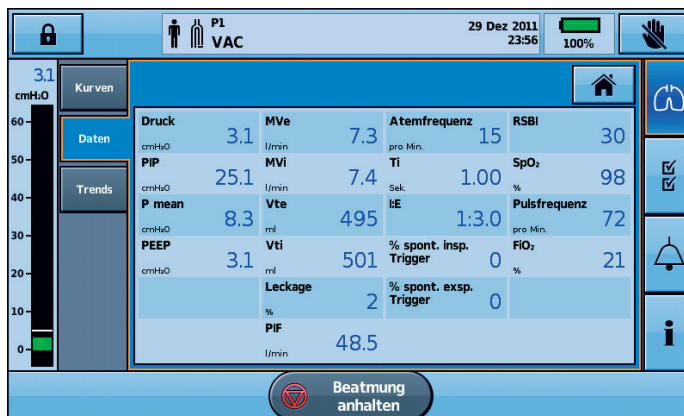 P1
VAC
29 Dez 2011
23:56
100%
3.1
cmH₂O
60
50
40
30
20
10
0
Kurven
Daten
Trends
Druck
cmH₂O
3.1
MVe
l/min
7.3
Atemfrequenz
pro Min.
15
RSBI
30
PIP
cmH₂O
25.1
MVi
l/min
7.4
Ti
Sek.
1.00
SpO₂
%
98
P mean
cmH₂O
8.3
Vte
ml
495
I:E
1:3.0
Pulsfrequenz
pro Min.
72
PEEP
cmH₂O
3.1
Vti
ml
501
% spont. insp.
Trigger
0
FiO₂
%
21
Leckage
%
2
% spont. exsp.
Trigger
0
PIF
l/min
48.5
Beatmung
anhalten